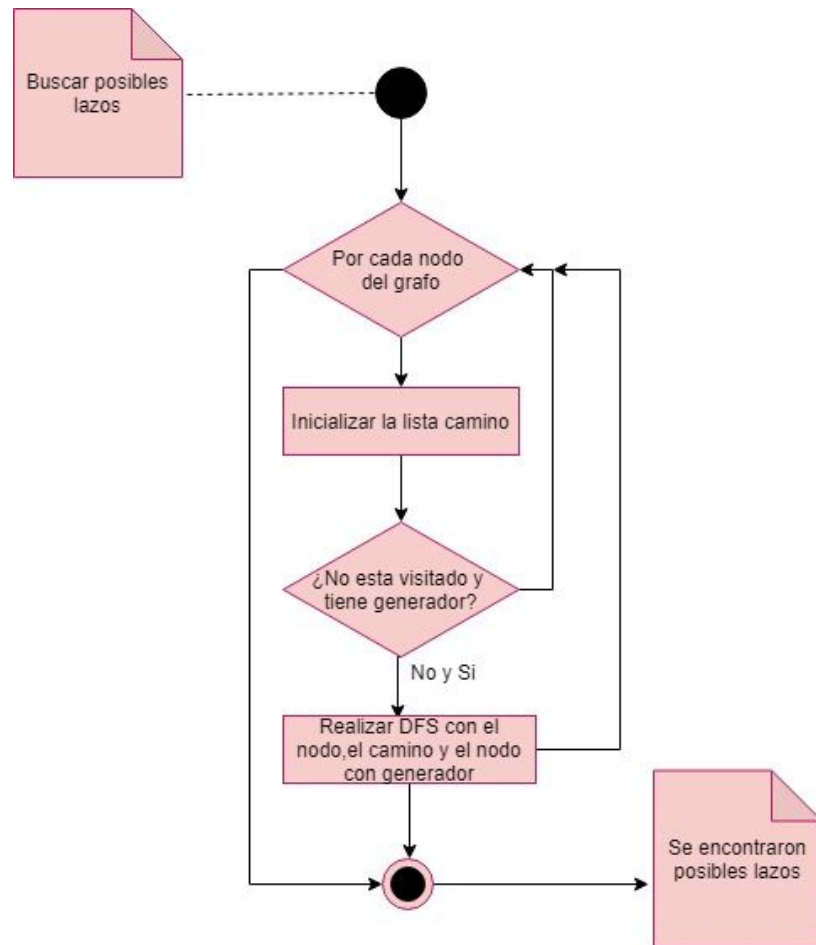 Buscar posibles
lazos
Por cada nodo
del grafo
Inicializar la lista camino
¿No esta visitado y
tiene generador?
No y Si
Realizar DFS con el
nodo,el camino y el nodo
con generador
Se encontraron
posibles lazos